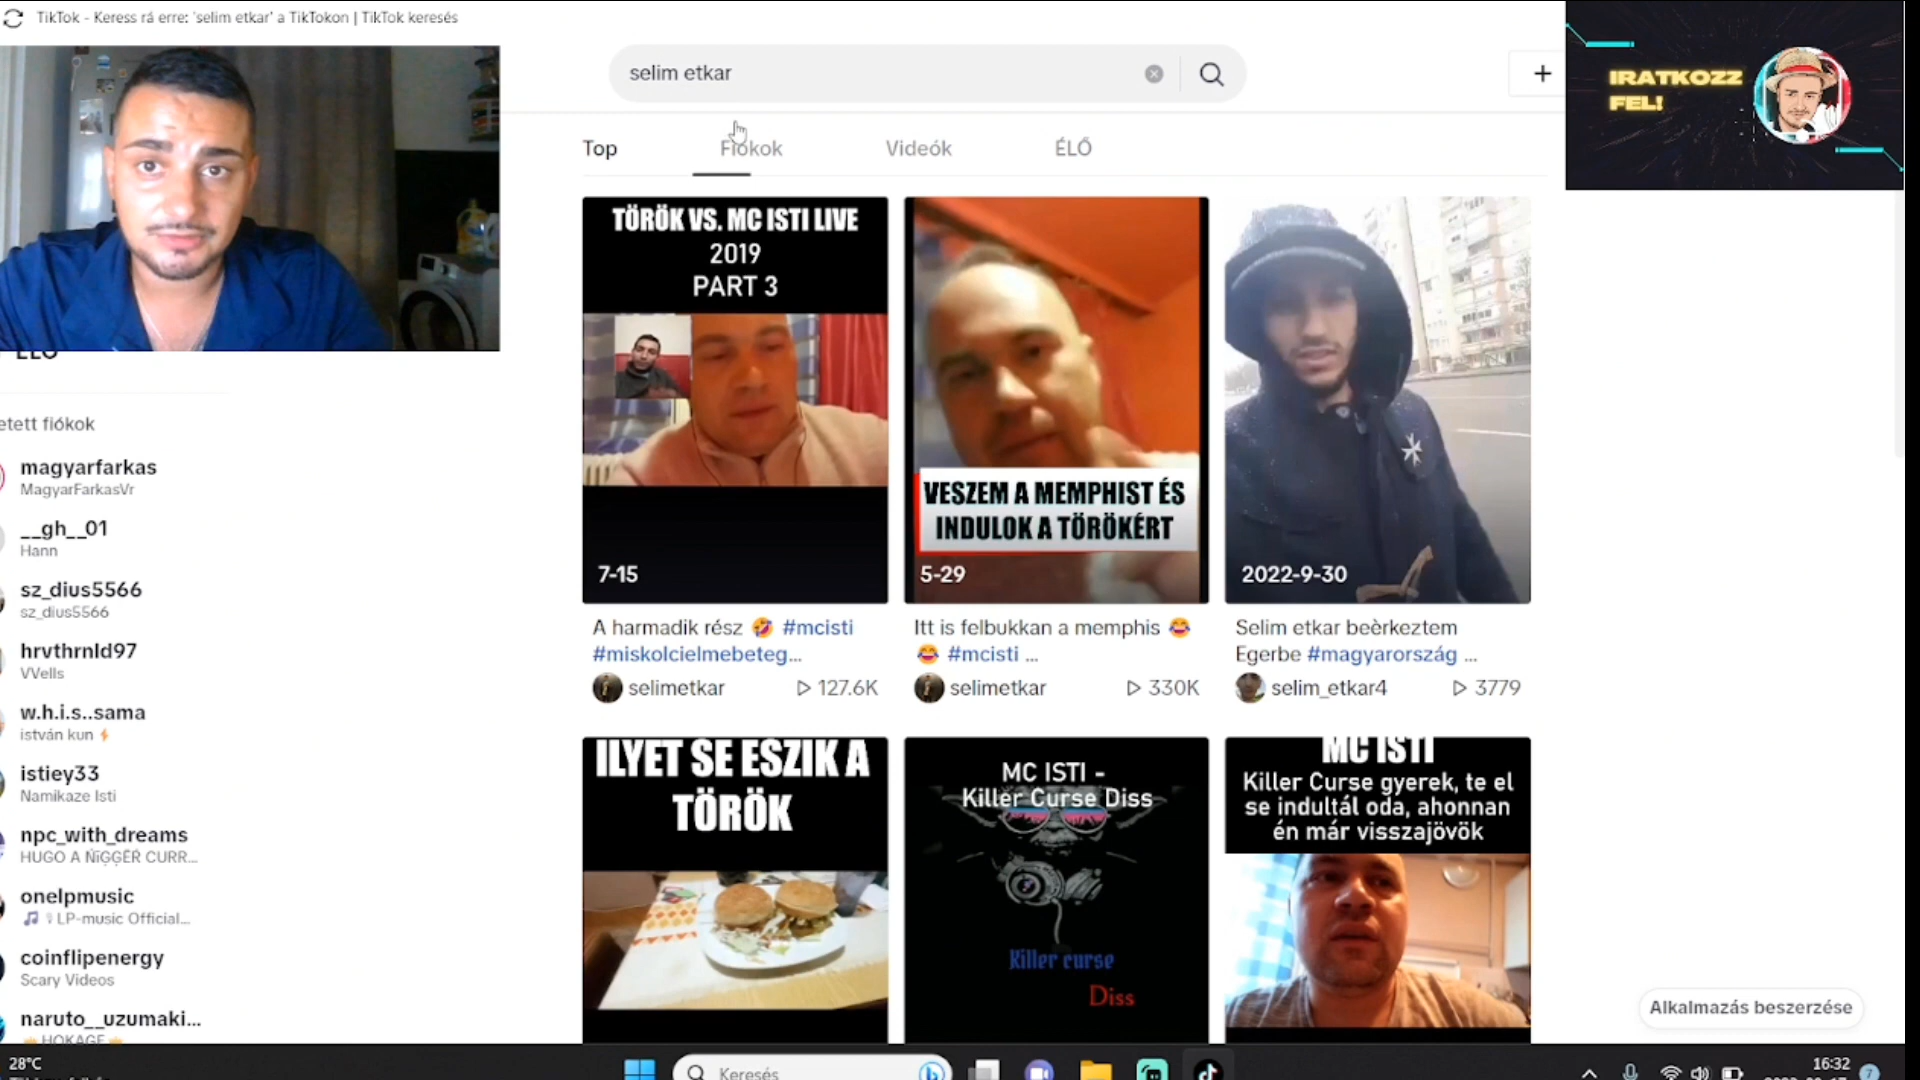 TikTok - Keress rá erre: 'selim etkar' a TikTokon | TikTok keresés
selim etkar
IRATKOZZ
FEL!
Top
Fiókok
Videók
ÉLŐ
TÖRÖK VS. MC ISTI LIVE
2019
PART 3
7-15
VESZEM A MEMPHIST ÉS
INDULOK A TÖRÖKÉRT
5-29
2022-9-30
A harmadik rész 🤣 #mcisti
#miskolcielmebeteg...
selimetkar
127.6K
Itt is felbukkan a memphis 😂
😂 #mcisti ...
selimetkar
330K
Selim etkar beèrkeztem
Egerbe #magyarország ...
selim_etkar4
3779
ILYET SE ESZIK A
TÖRÖK
MC ISTI -
Killer Curse Diss
Killer curse
Diss
MC ISTI
Killer Curse gyerek, te el
se indultál oda, ahonnan
én már visszajövök
ÉLŐ
etett fiókok
magyarfarkas
MagyarFarkasVr
__gh__01
Hann
sz_dius5566
sz_dius5566
hrvthrnld97
VVells
w.h.i.s..sama
istván kun ⚡
istiey33
Namikaze Isti
npc_with_dreams
HUGO A ŇïĢĢËŘ CURR...
onelpmusic
LP-music Official...
coinflipenergy
Scary Videos
naruto__uzumaki...
HOKAGE
Alkalmazás beszerzése
28°C
Keresés
16:32
7